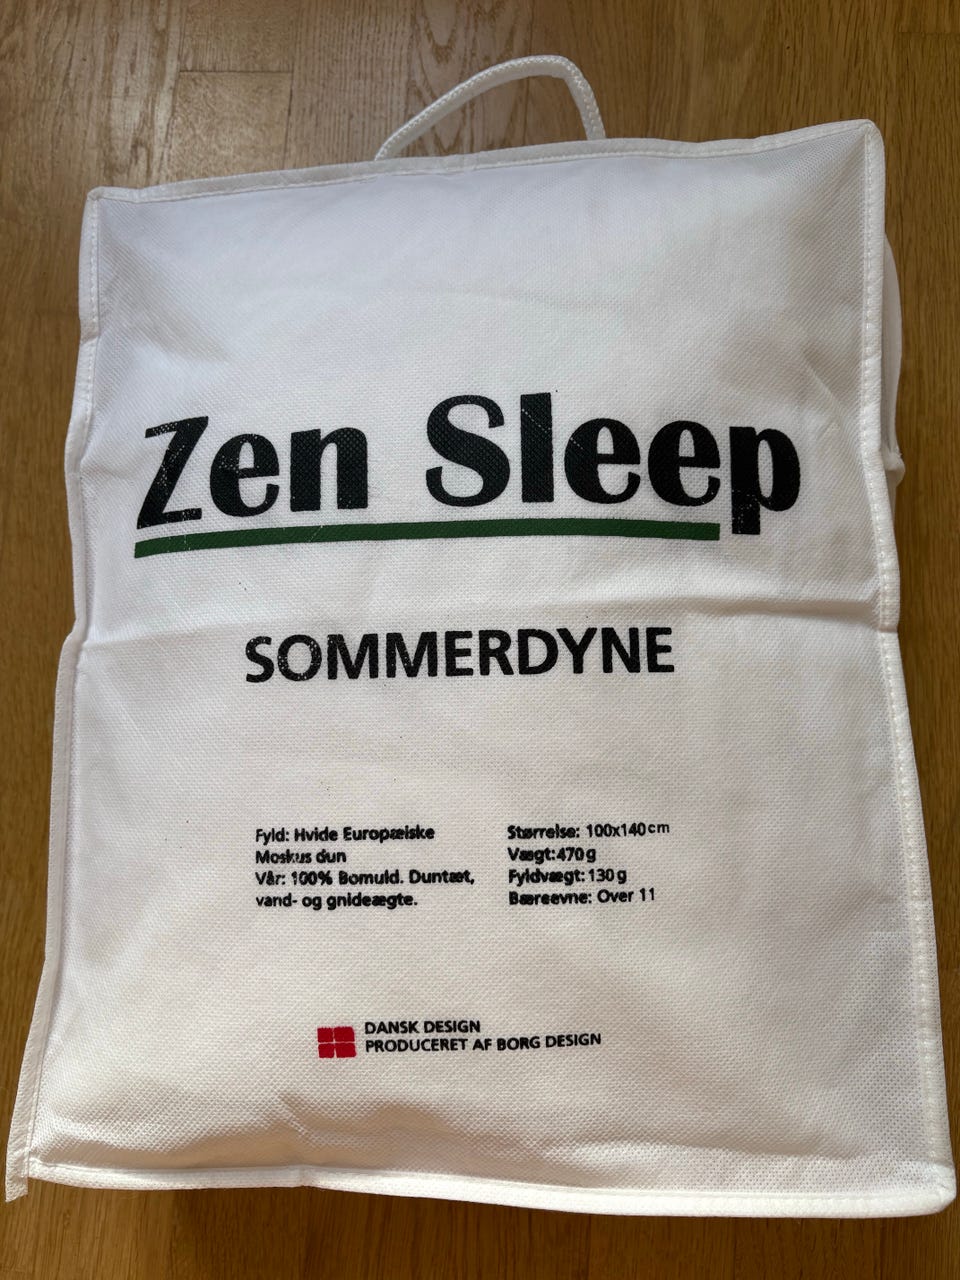 Zen Sleep
SOMMERDYNE
Fyld: Hvide Europæiske
Moskus dun
Vår: 100% Bomuld. Duntæt,
vand- og gnideægte.
Størrelse: 100x140cm
Vægt:470g
Fyldvægt: 130g
Bæreevne: Over 11
DANSK DESIGN
PRODUCERET AF BORG DESIGN